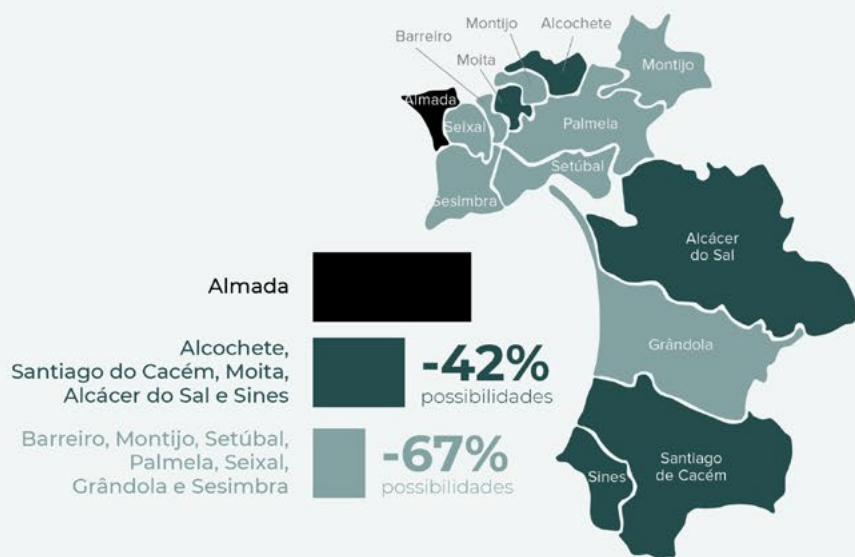 Montijo
Alcochete
Barreiro
Moita
Montijo
Almada
Seixal
Palmela
Setúbal
Sesimbra
Alcácer
do Sal
Grândola
Santiago
de Cacém
Sines
Almada
Alcochete,
Santiago do Cacém, Moita,
Alcácer do Sal e Sines
-42%
possibilidades
Barreiro, Montijo, Setúbal,
Palmela, Seixal,
Grândola e Sesimbra
-67%
possibilidades